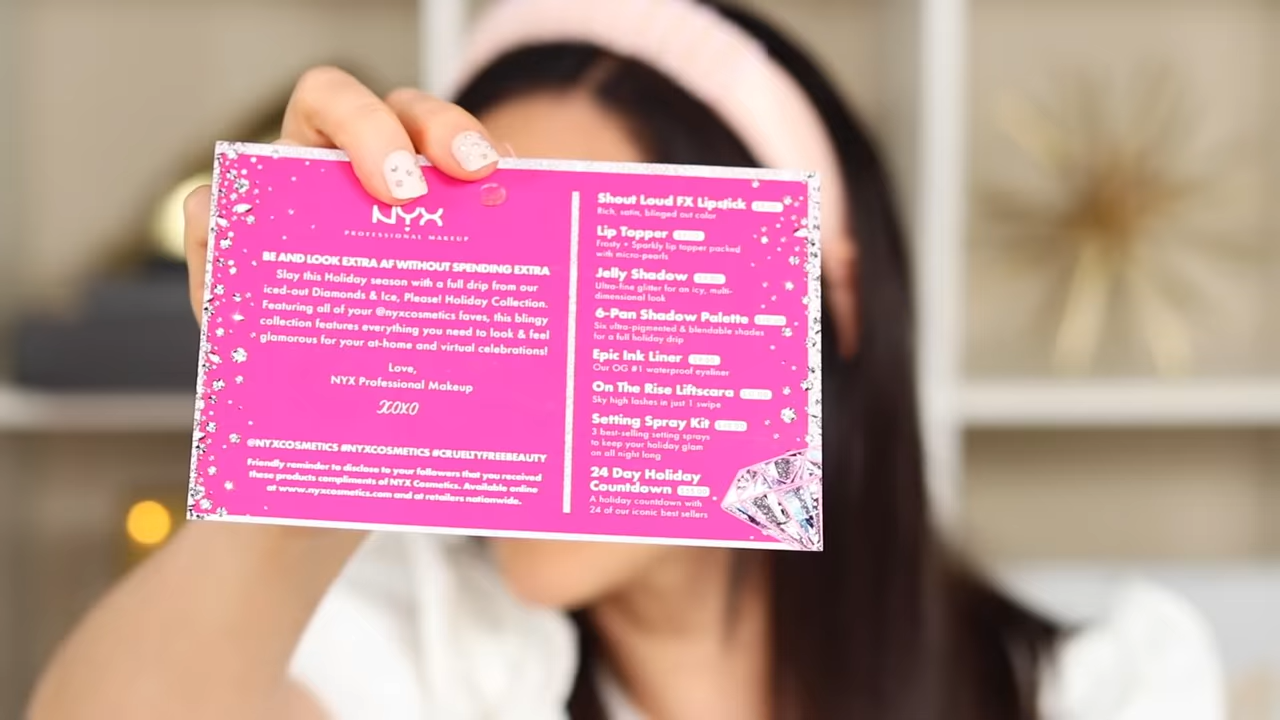 NYX
PROFESSIONAL MAKEUP
BE AND LOOK EXTRA AF WITHOUT SPENDING EXTRA
Slay this Holiday season with a full drip from our
iced-out Diamonds & Ice, Please! Holiday Collection.
Featuring all of your @nyxcosmetics faves, this blingy
collection features everything you need to look & feel
glamorous for your at-home and virtual celebrations!
Love,
NYX Professional Makeup
XOXO
@NYXCOSMETICS #NYXCOSMETICS #CRUELTYFREEBEAUTY
Friendly reminder to disclose to your followers that you received
these products compliments of NYX Cosmetics. Available online
at www.nyxcosmetics.com and at retailers nationwide.
Shout Loud FX Lipstick
Rich, satin, blinged out color
Lip Topper
Frosty + Sparkly lip topper packed
with micro-pearls
Jelly Shadow
Ultra-fine glitter for an icy, multi-
dimensional look
6-Pan Shadow Palette
Six ultra-pigmented & blendable shades
for a full holiday drip
Epic Ink Liner
Our OG #1 waterproof eyeliner
On The Rise Liftscara
Sky high lashes in just 1 swipe
Setting Spray Kit
3 best-selling setting sprays
to keep your holiday glam
on all night long
24 Day Holiday
Countdown
A holiday countdown with
24 of our iconic best sellers